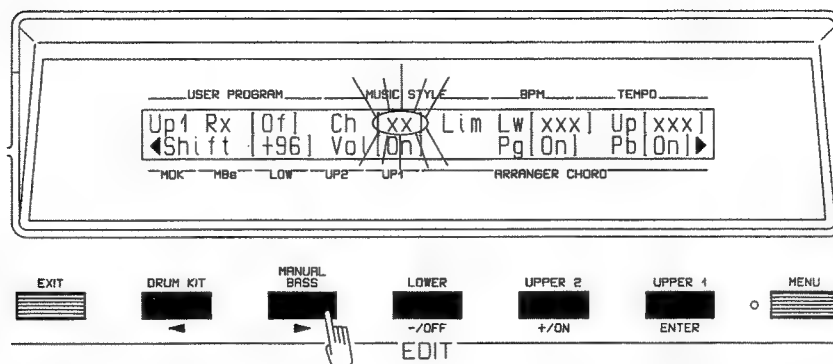 USER PROGRAM MUSIC STYLE BPM TEMPO
Up1 Rx [Of] Ch [xx] Lim Lw[xxx] Up[xxx]
◀Shift [+96] Vol[On] Pg[On] Pb[On]▶
MDK MBs LOW UP2 UP1 ARRANGER CHORD
EXIT DRUM KIT MANUAL BASS LOWER UPPER 2 UPPER 1 MENU
◀ ▶ -/OFF +/ON ENTER
EDIT